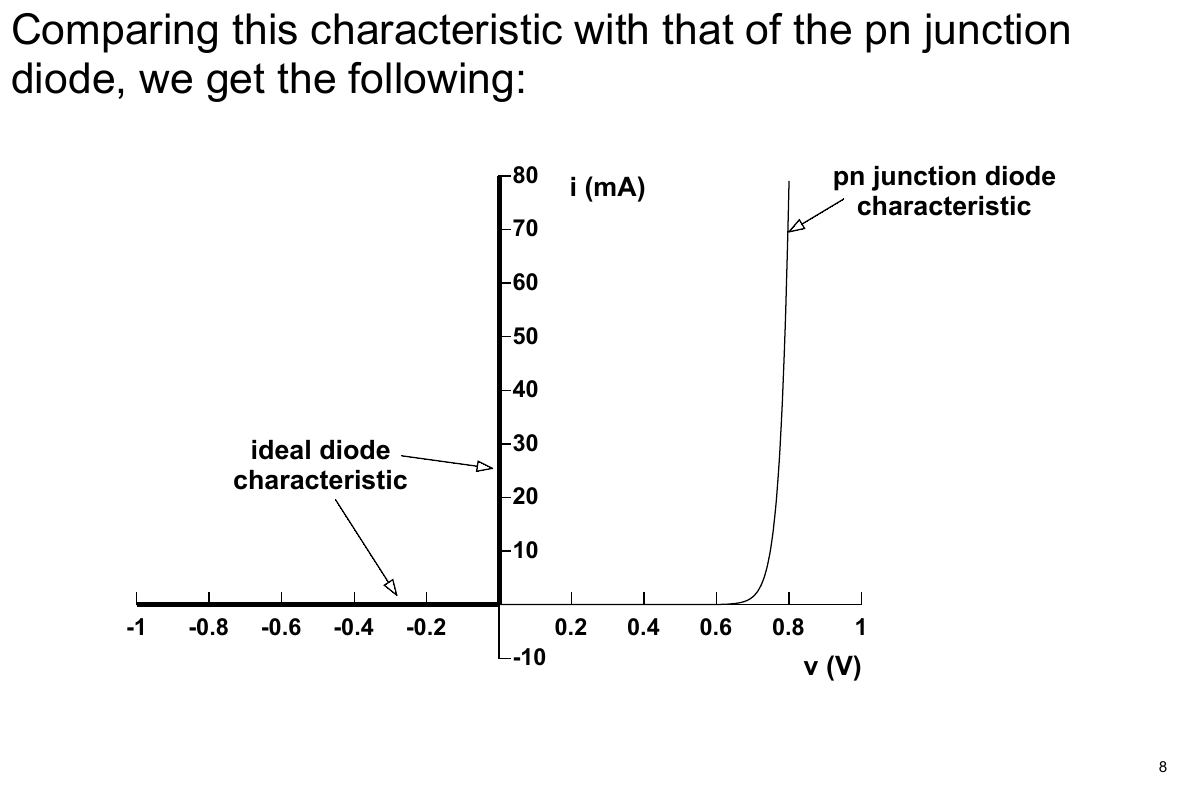 Comparing this characteristic with that of the pn junction
diode, we get the following:
80
i (mA)
pn junction diode
characteristic
70
60
50
40
30
ideal diode
characteristic
20
10
-1 -0.8 -0.6 -0.4 -0.2 0.2 0.4 0.6 0.8 1
-10
v (V)
8